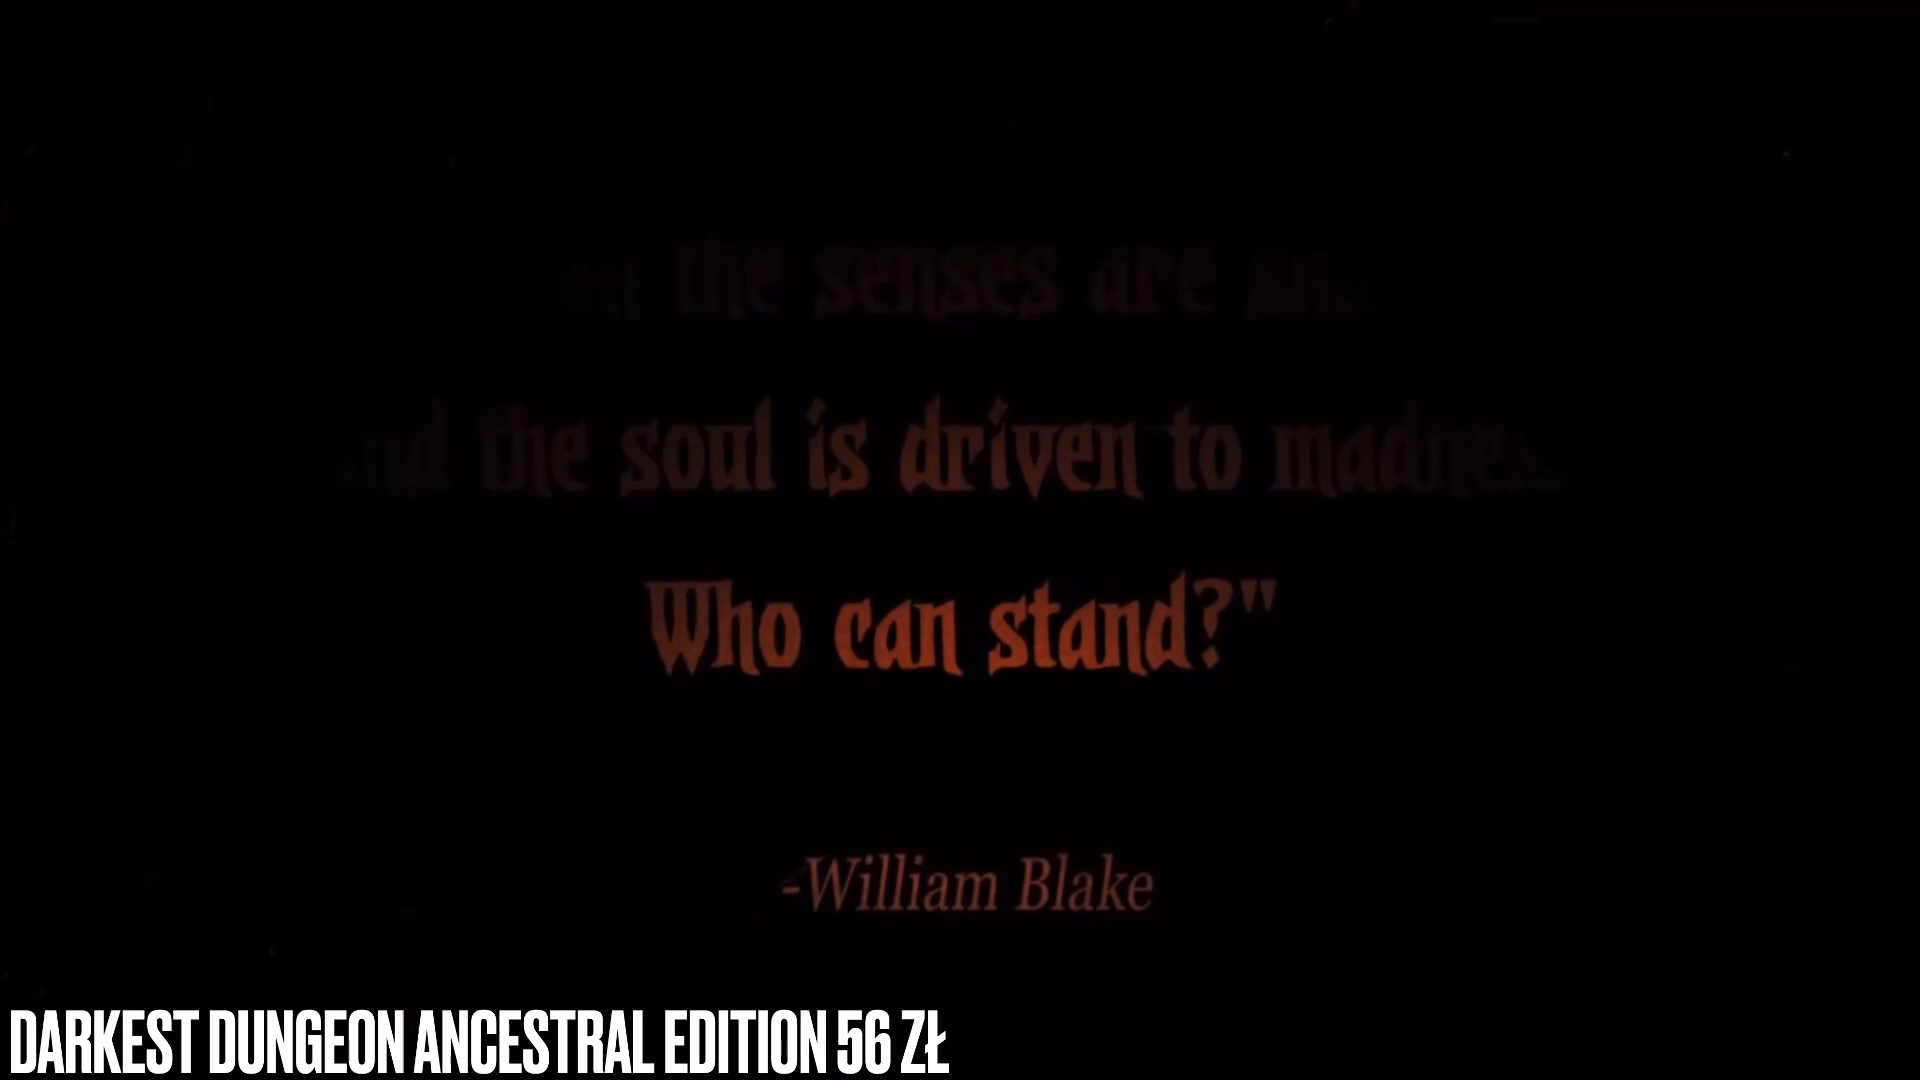 the senses are
the soul is driven to
Who can stand?"
-William Blake
DARKEST DUNGEON ANCESTRAL EDITION 56 ZŁ